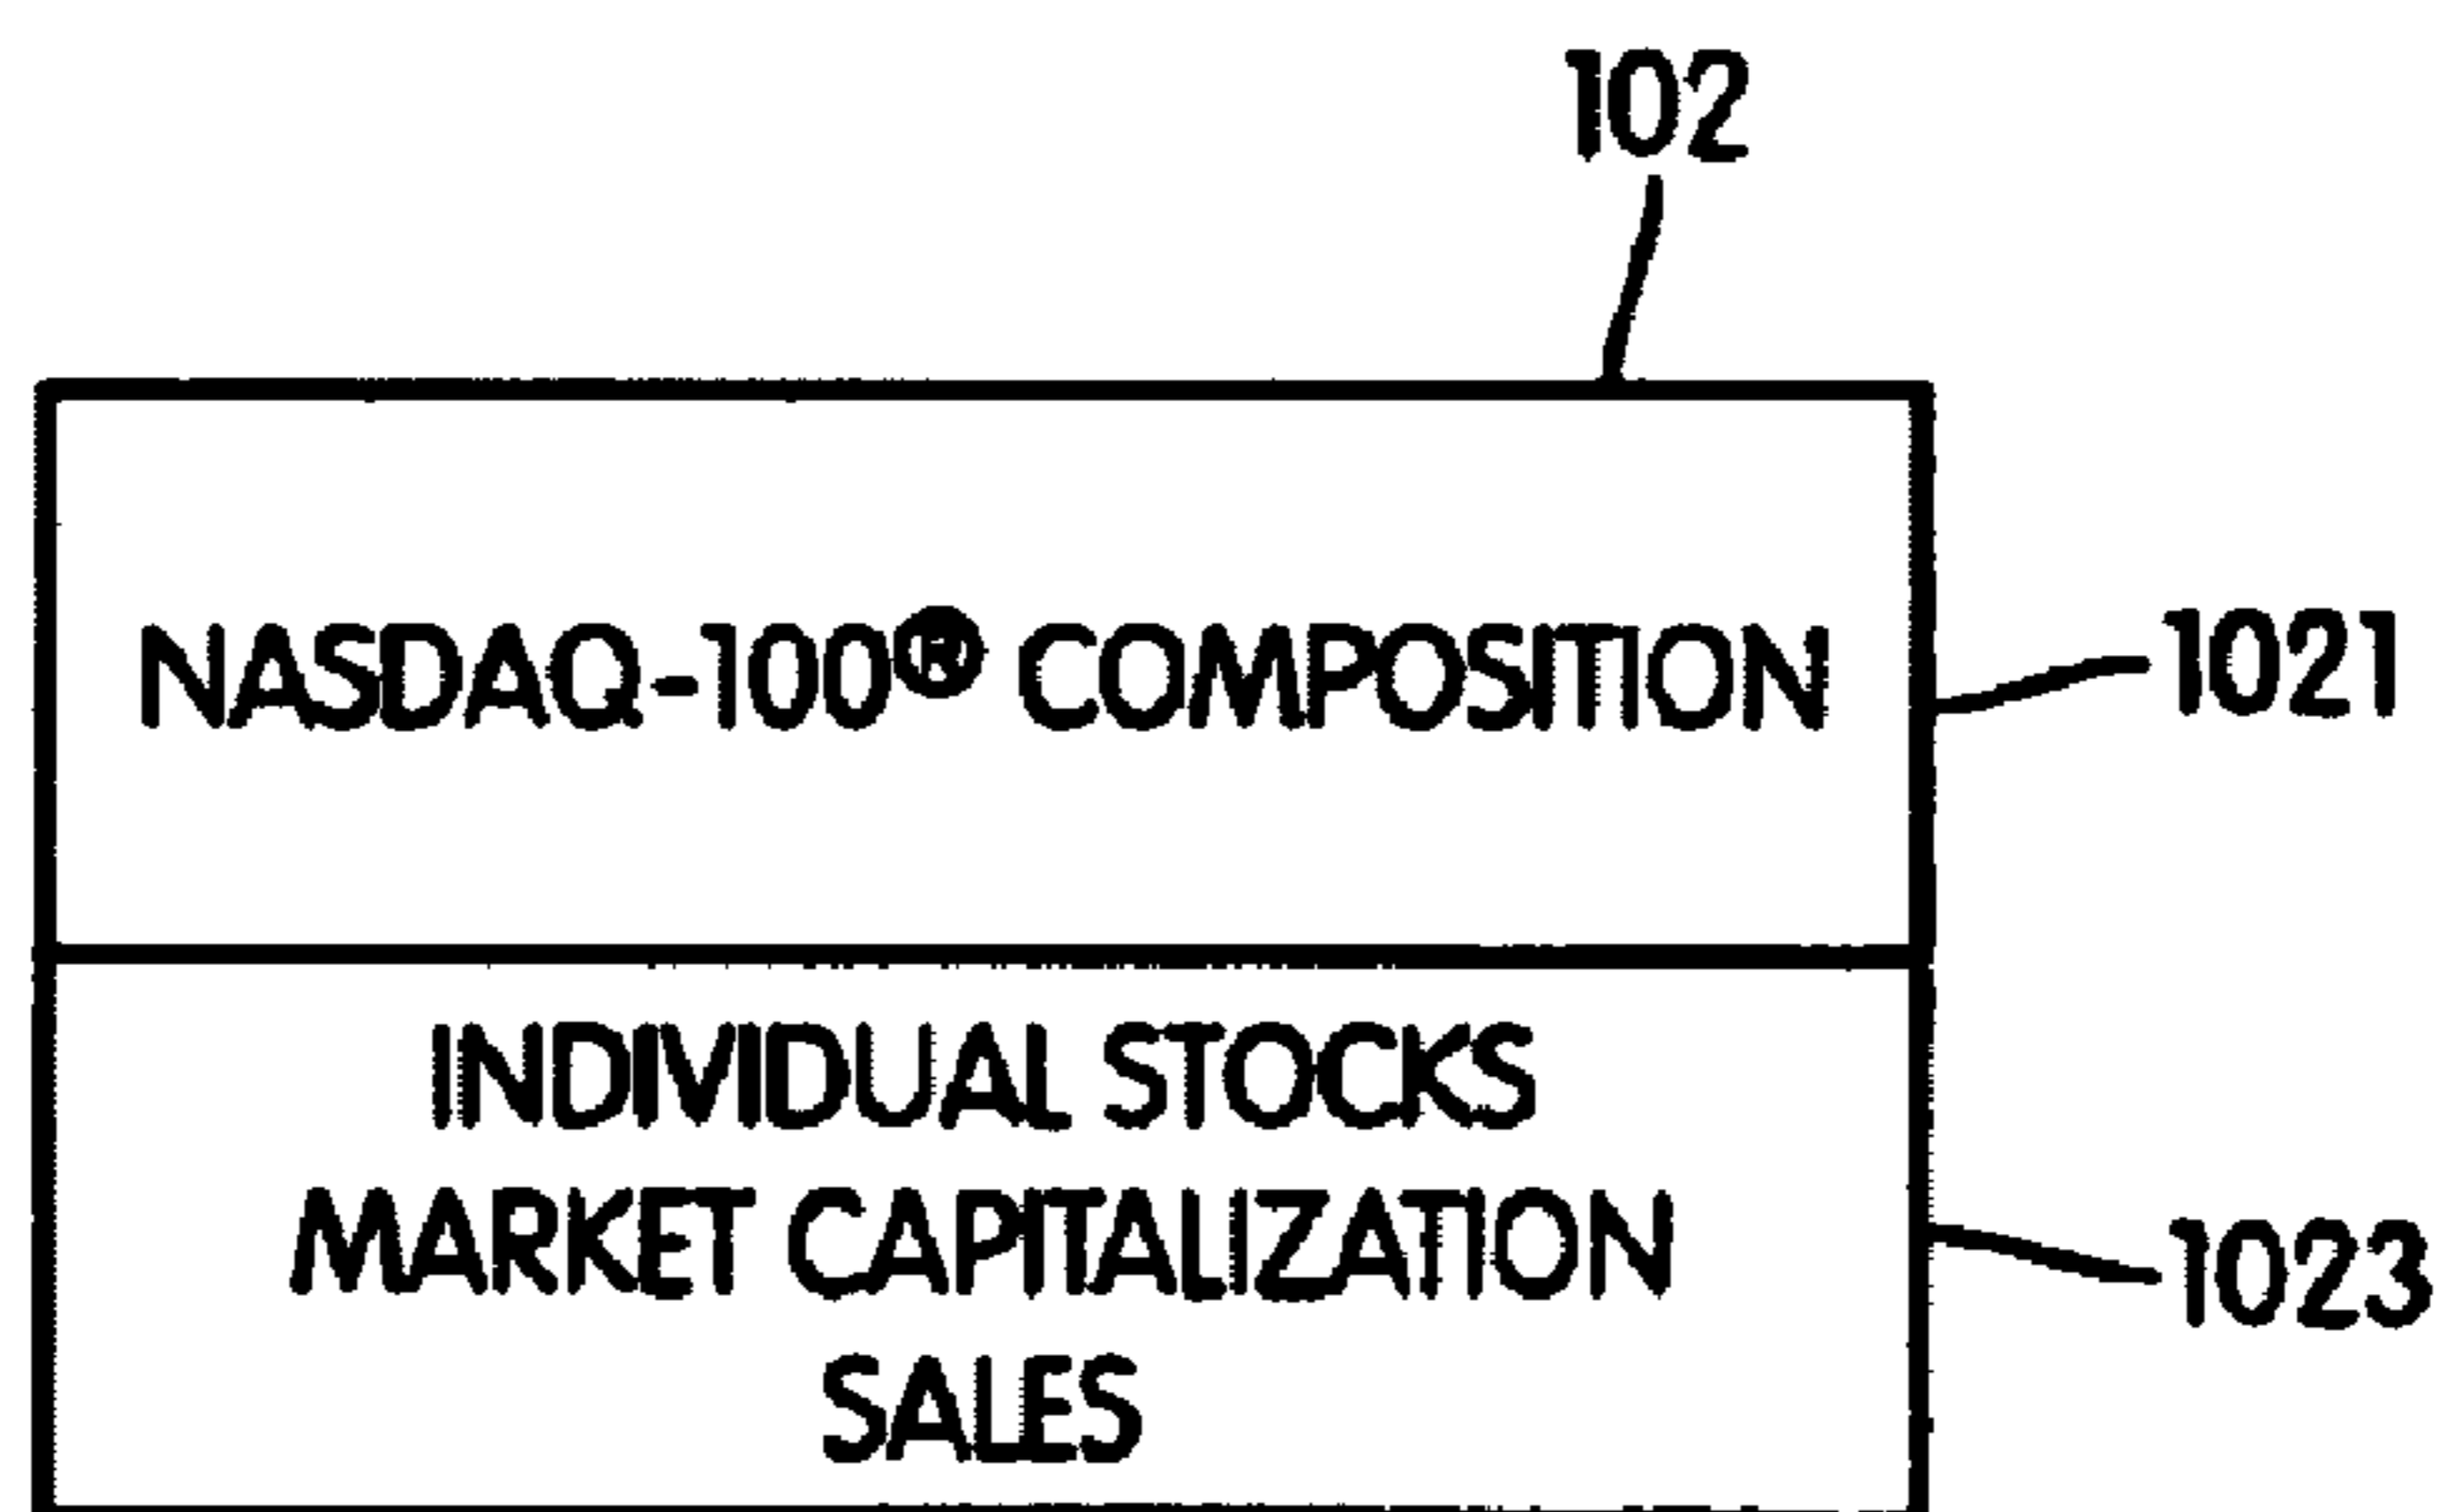 102
NASDAQ-100® COMPOSITION
1021
INDIVIDUAL STOCKS
MARKET CAPITALIZATION
1023
SALES